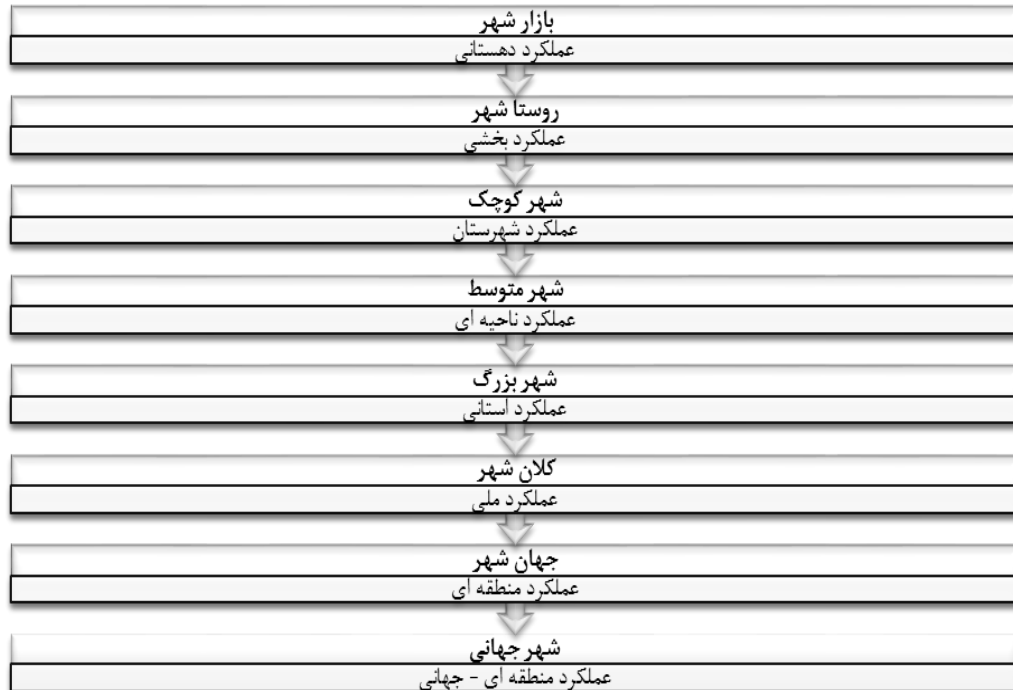 بازار شهر
عملکرد دهستانی
روستا شهر
عملکرد بخشی
شهر کوچک
عملکرد شهرستان
شهر متوسط
عملکرد ناحیه ای
شهر بزرگ
عملکرد استانی
کلان شهر
عملکرد ملی
جهان شهر
عملکرد منطقه ای
شهر جهانی
عملکرد منطقه ای - جهانی